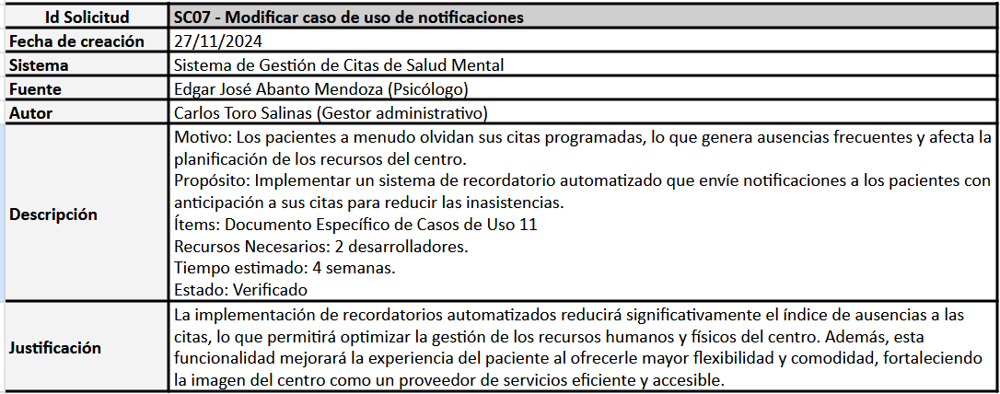 Id Solicitud SC07 - Modificar caso de uso de notificaciones
Fecha de creación 27/11/2024
Sistema Sistema de Gestión de Citas de Salud Mental
Fuente Edgar José Abanto Mendoza (Psicólogo)
Autor Carlos Toro Salinas (Gestor administrativo)
Descripción
Motivo: Los pacientes a menudo olvidan sus citas programadas, lo que genera ausencias frecuentes y afecta la
planificación de los recursos del centro.
Propósito: Implementar un sistema de recordatorio automatizado que envíe notificaciones a los pacientes con
anticipación a sus citas para reducir las inasistencias.
Ítems: Documento Específico de Casos de Uso 11
Recursos Necesarios: 2 desarrolladores.
Tiempo estimado: 4 semanas.
Estado: Verificado
Justificación
La implementación de recordatorios automatizados reducirá significativamente el índice de ausencias a las
citas, lo que permitirá optimizar la gestión de los recursos humanos y físicos del centro. Además, esta
funcionalidad mejorará la experiencia del paciente al ofrecerle mayor flexibilidad y comodidad, fortaleciendo
la imagen del centro como un proveedor de servicios eficiente y accesible.